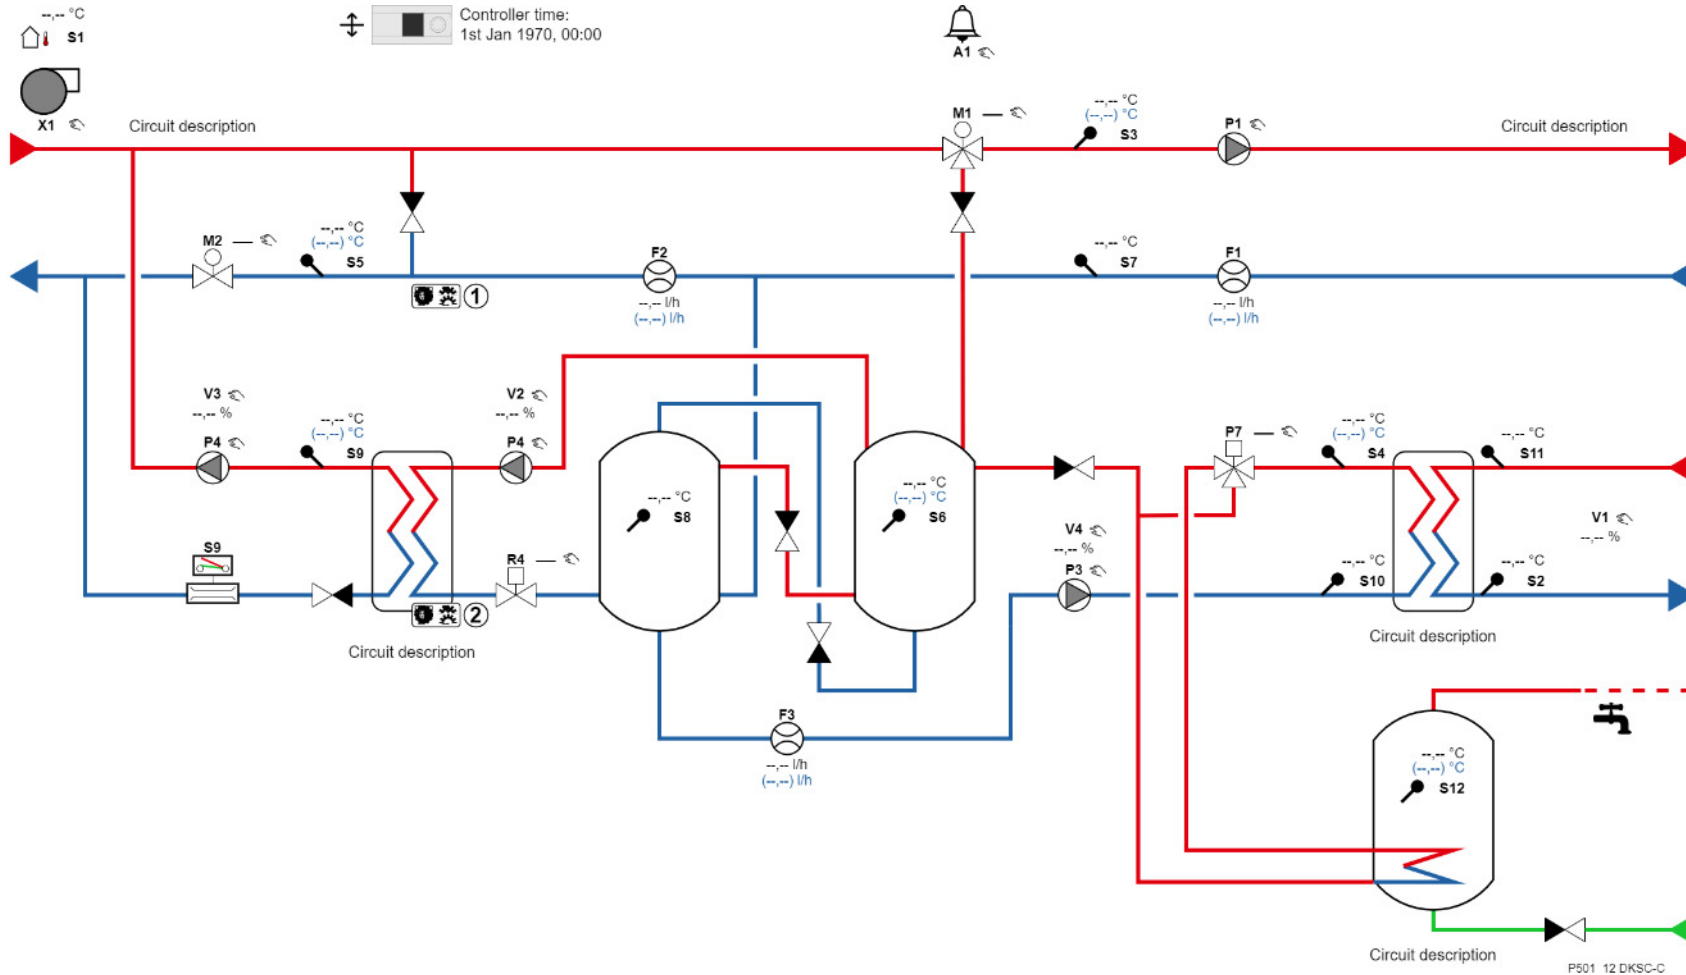 --,-- °C
S1
Controller time:
1st Jan 1970, 00:00
A1
X1
Circuit description
M1
--,-- °C
(--,--) °C
S3
P1
Circuit description
M2
--,-- °C
(--,--) °C
S5
F2
--,-- l/h
(--,--) l/h
--,-- °C
S7
F1
--,-- l/h
(--,--) l/h
1
V3
--,-- %
P4
--,-- °C
(--,--) °C
S9
V2
--,-- %
P4
--,-- °C
S8
--,-- °C
(--,--) °C
S6
P7
--,-- °C
(--,--) °C
S4
--,-- °C
S11
V4
--,-- %
P3
V1
--,-- %
S9
R4
--,-- °C
S10
--,-- °C
S2
2
Circuit description
Circuit description
F3
--,-- l/h
(--,--) l/h
--,-- °C
(--,--) °C
S12
Circuit description
P501 12 DKSC-C